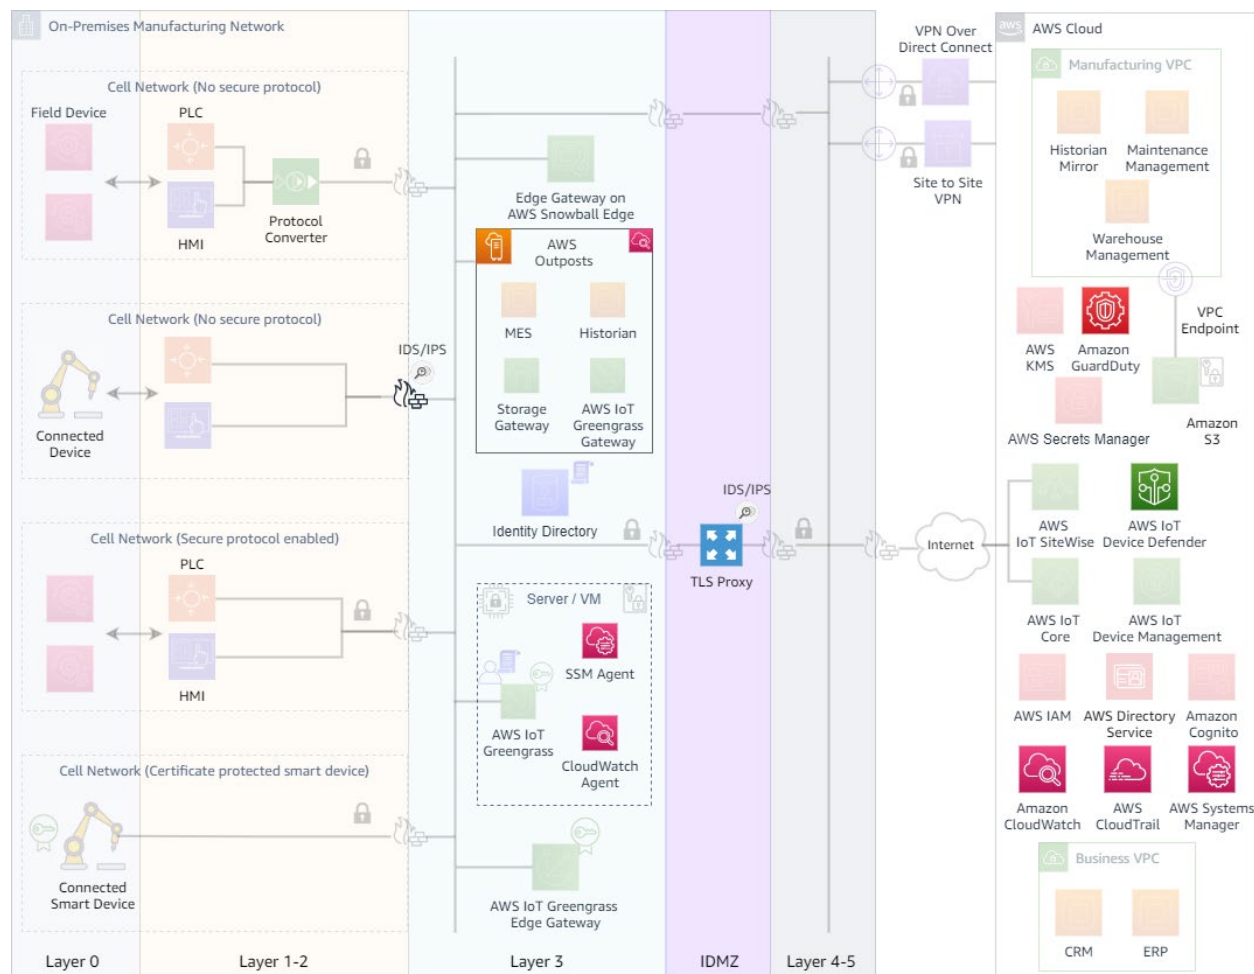 On-Premises Manufacturing Network
Cell Network (No secure protocol)
Field Device
PLC
HMI
Protocol
Converter
Cell Network (No secure protocol)
Connected
Device
IDS/IPS
Cell Network (Secure protocol enabled)
PLC
HMI
Cell Network (Certificate protected smart device)
Connected
Smart Device
Edge Gateway on
AWS Snowball Edge
AWS
Outposts
MES
Historian
Storage
Gateway
AWS IoT
Greengrass
Gateway
Identity Directory
Server / VM
SSM Agent
AWS IoT
Greengrass
CloudWatch
Agent
AWS IoT Greengrass
Edge Gateway
IDS/IPS
TLS Proxy
VPN Over
Direct Connect
Site to Site
VPN
Internet
aws
AWS Cloud
Manufacturing VPC
Historian
Mirror
Maintenance
Management
Warehouse
Management
VPC
Endpoint
AWS
KMS
Amazon
GuardDuty
AWS Secrets Manager
Amazon
S3
AWS
IoT SiteWise
AWS IoT
Device Defender
AWS IoT
Core
AWS IoT
Device Management
AWS IAM
AWS Directory
Service
Amazon
Cognito
Amazon
CloudWatch
AWS
CloudTrail
AWS Systems
Manager
Business VPC
CRM
ERP
Layer 0
Layer 1-2
Layer 3
IDMZ
Layer 4-5